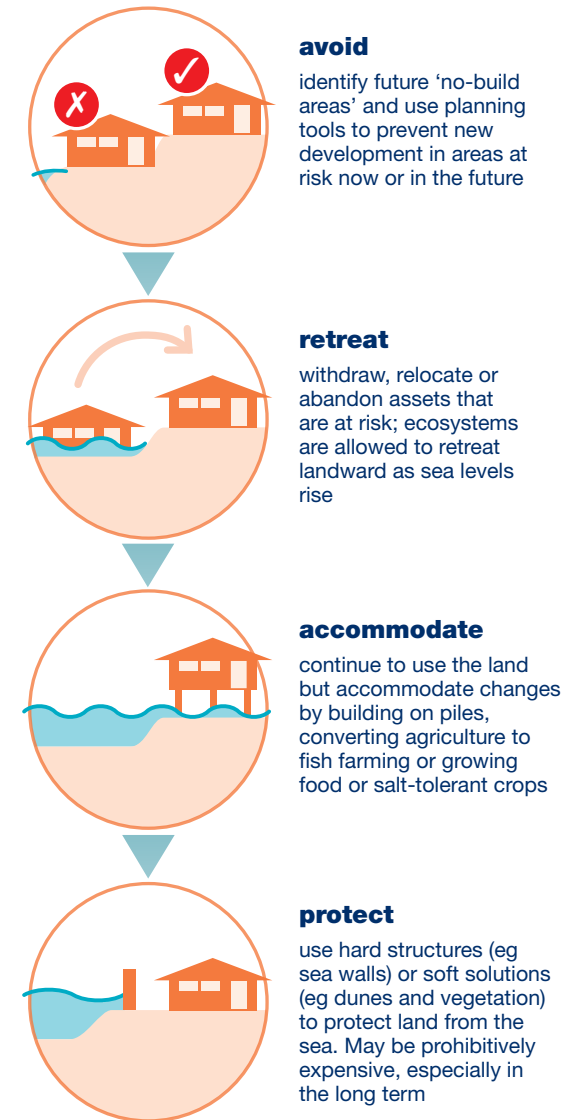 avoid
identify future ‘no-build
areas’ and use planning
tools to prevent new
development in areas at
risk now or in the future
retreat
withdraw, relocate or
abandon assets that
are at risk; ecosystems
are allowed to retreat
landward as sea levels
rise
accommodate
continue to use the land
but accommodate changes
by building on piles,
converting agriculture to
fish farming or growing
food or salt-tolerant crops
protect
use hard structures (eg
sea walls) or soft solutions
(eg dunes and vegetation)
to protect land from the
sea. May be prohibitively
expensive, especially in
the long term